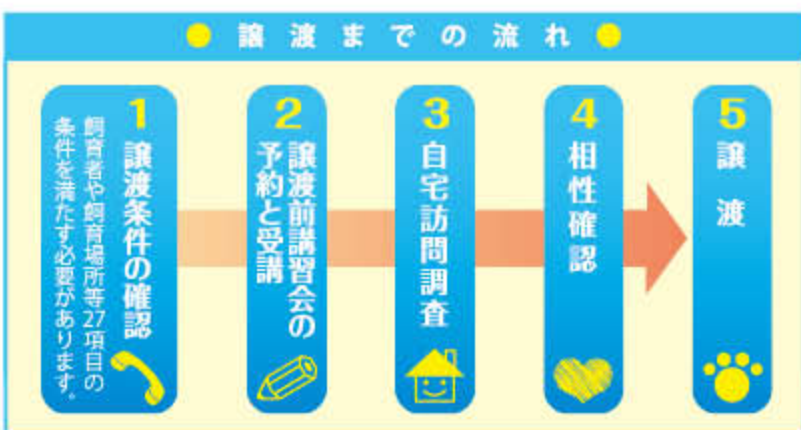 譲渡までの流れ
1 譲渡条件の確認
飼育者や飼育場所等27項目の
条件を満たす必要があります。
2 譲渡前講習会の
予約と受講
3 自宅訪問調査
4 相性確認
5 譲渡